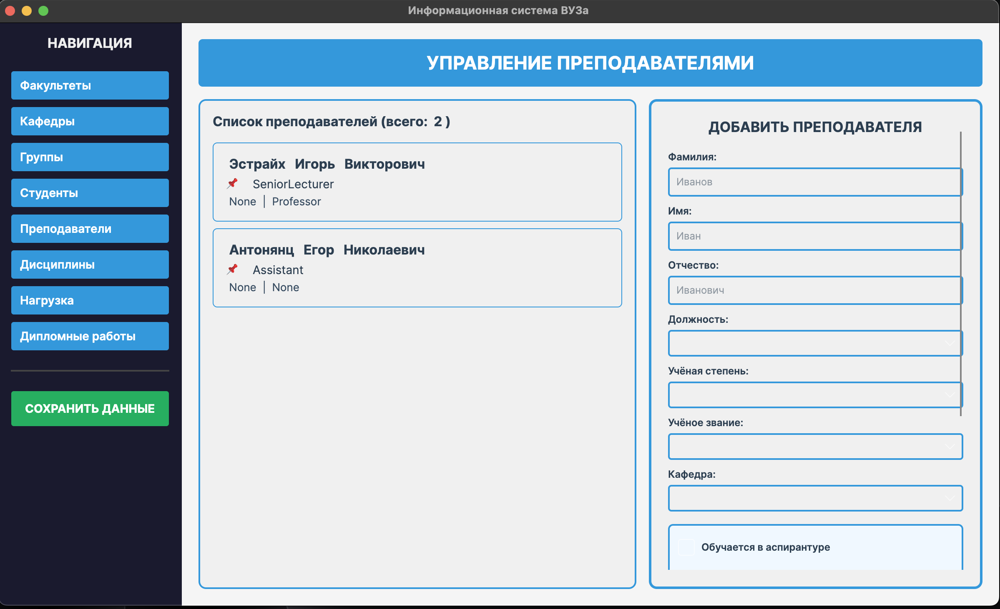 Информационная система ВУЗа
НАВИГАЦИЯ
Факультеты
Кафедры
Группы
Студенты
Преподаватели
Дисциплины
Нагрузка
Дипломные работы
СОХРАНИТЬ ДАННЫЕ
УПРАВЛЕНИЕ ПРЕПОДАВАТЕЛЯМИ
Список преподавателей (всего: 2 )
Эстрайх Игорь Викторович
📌 SeniorLecturer
None | Professor
Антонянц Егор Николаевич
📌 Assistant
None | None
ДОБАВИТЬ ПРЕПОДАВАТЕЛЯ
Фамилия:
Иванов
Имя:
Иван
Отчество:
Иванович
Должность:
Учёная степень:
Учёное звание:
Кафедра:
Обучается в аспирантуре